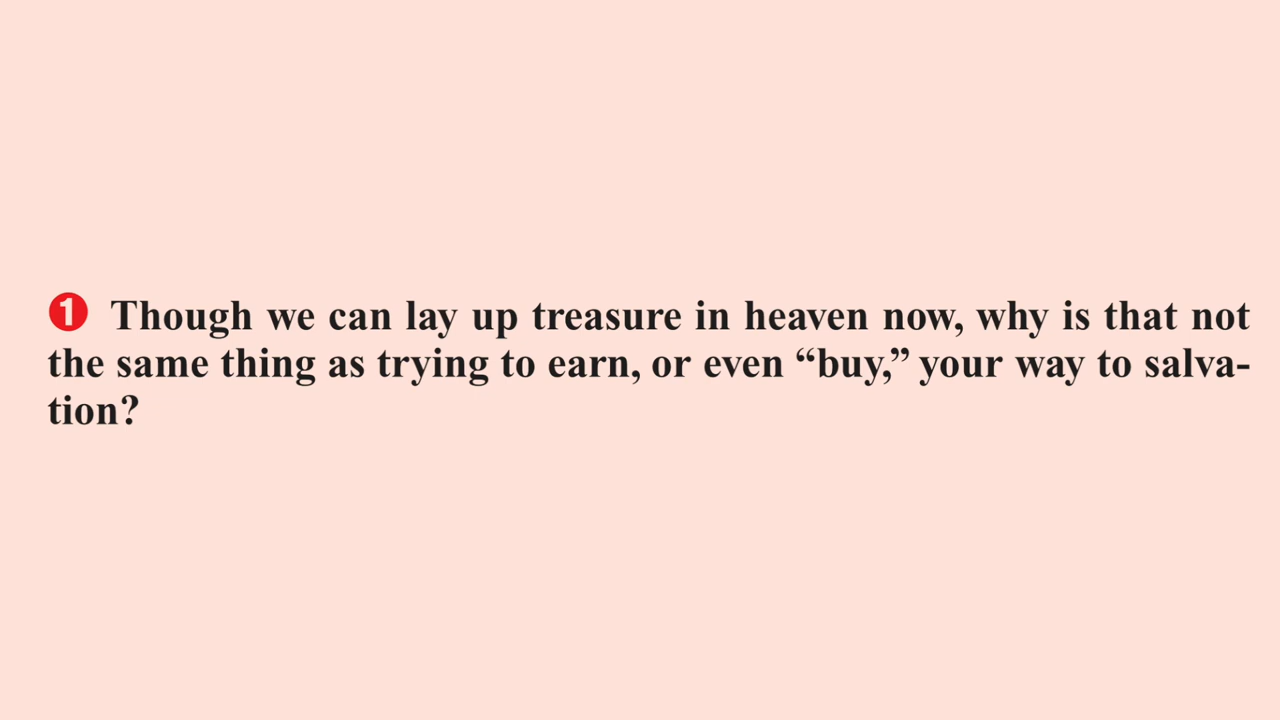 ❶ Though we can lay up treasure in heaven now, why is that not
the same thing as trying to earn, or even “buy,” your way to salva-
tion?